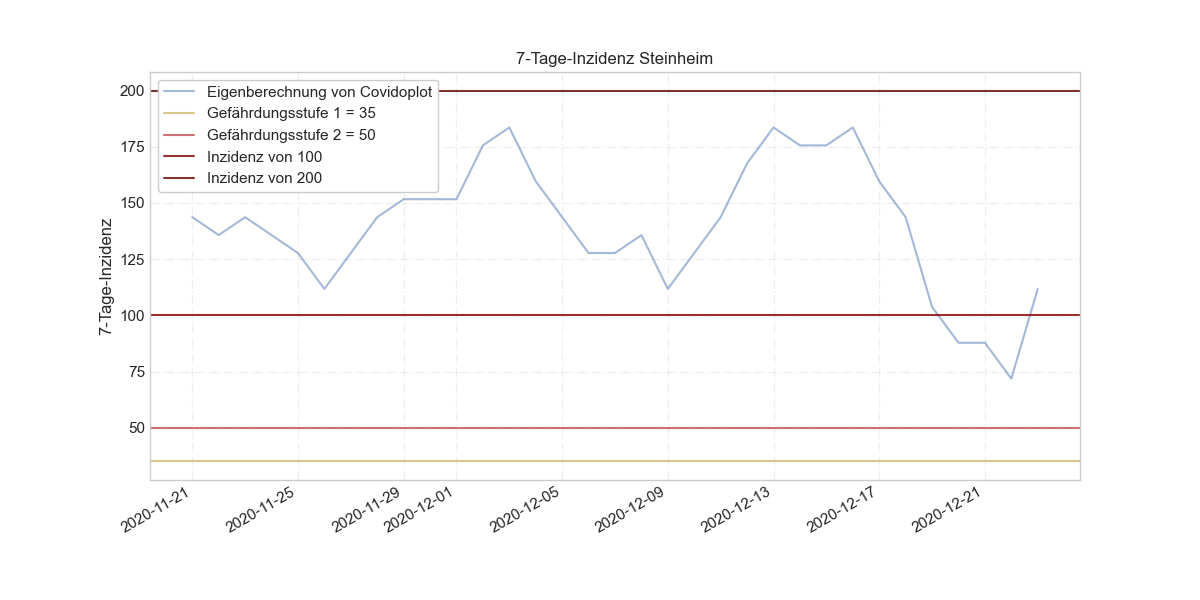 7-Tage-Inzidenz Steinheim
Eigenberechnung von Covidoplot
Gefährdungsstufe 1 = 35
Gefährdungsstufe 2 = 50
Inzidenz von 100
Inzidenz von 200
7-Tage-Inzidenz
200
175
150
125
100
75
50
2020-11-21
2020-11-25
2020-11-29
2020-12-01
2020-12-05
2020-12-09
2020-12-13
2020-12-17
2020-12-21